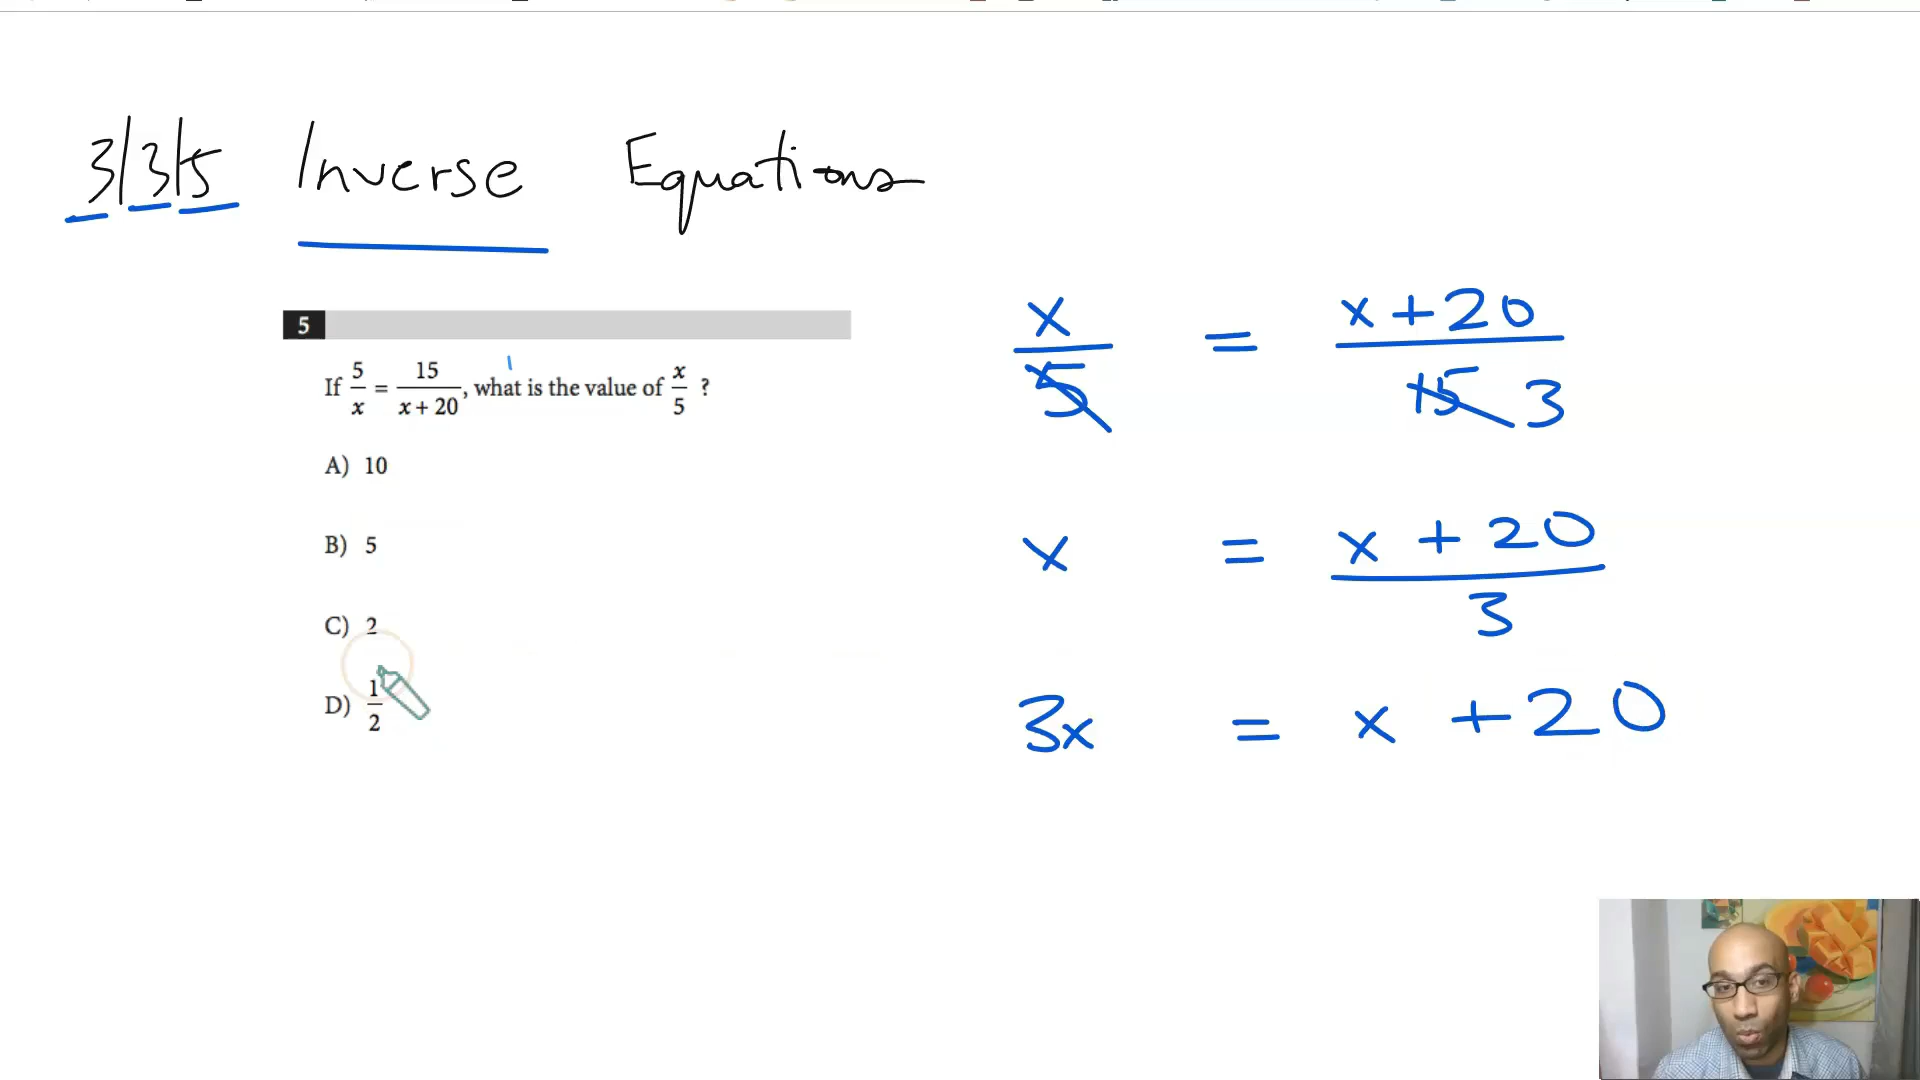 3/3/5 Inverse Equations
5
If 5/x = 15/(x + 20), what is the value of x/5 ?
A) 10
B) 5
C) 2
D) 1/2
x/5 = (x + 20)/15 3
x = (x + 20)/3
3x = x + 20